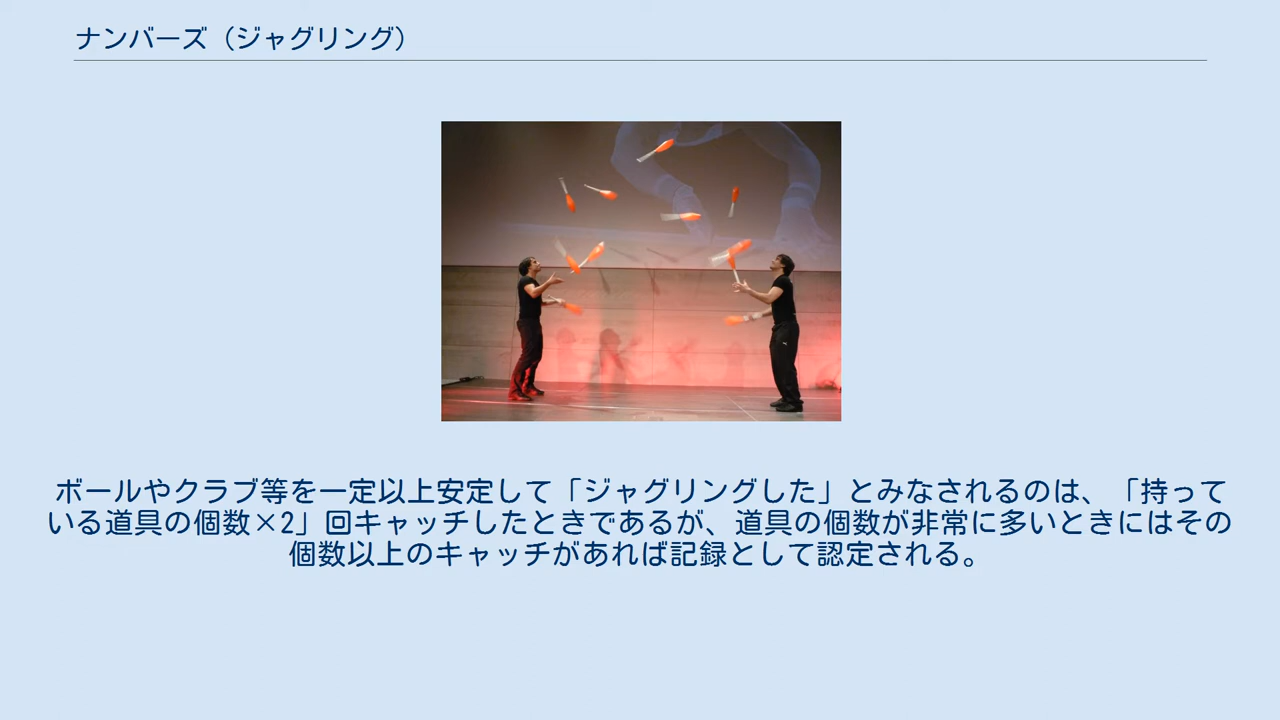 ナンバーズ（ジャグリング）
ボールやクラブ等を一定以上安定して「ジャグリングした」とみなされるのは、「持って
いる道具の個数×2」回キャッチしたときであるが、道具の個数が非常に多いときにはその
個数以上のキャッチがあれば記録として認定される。